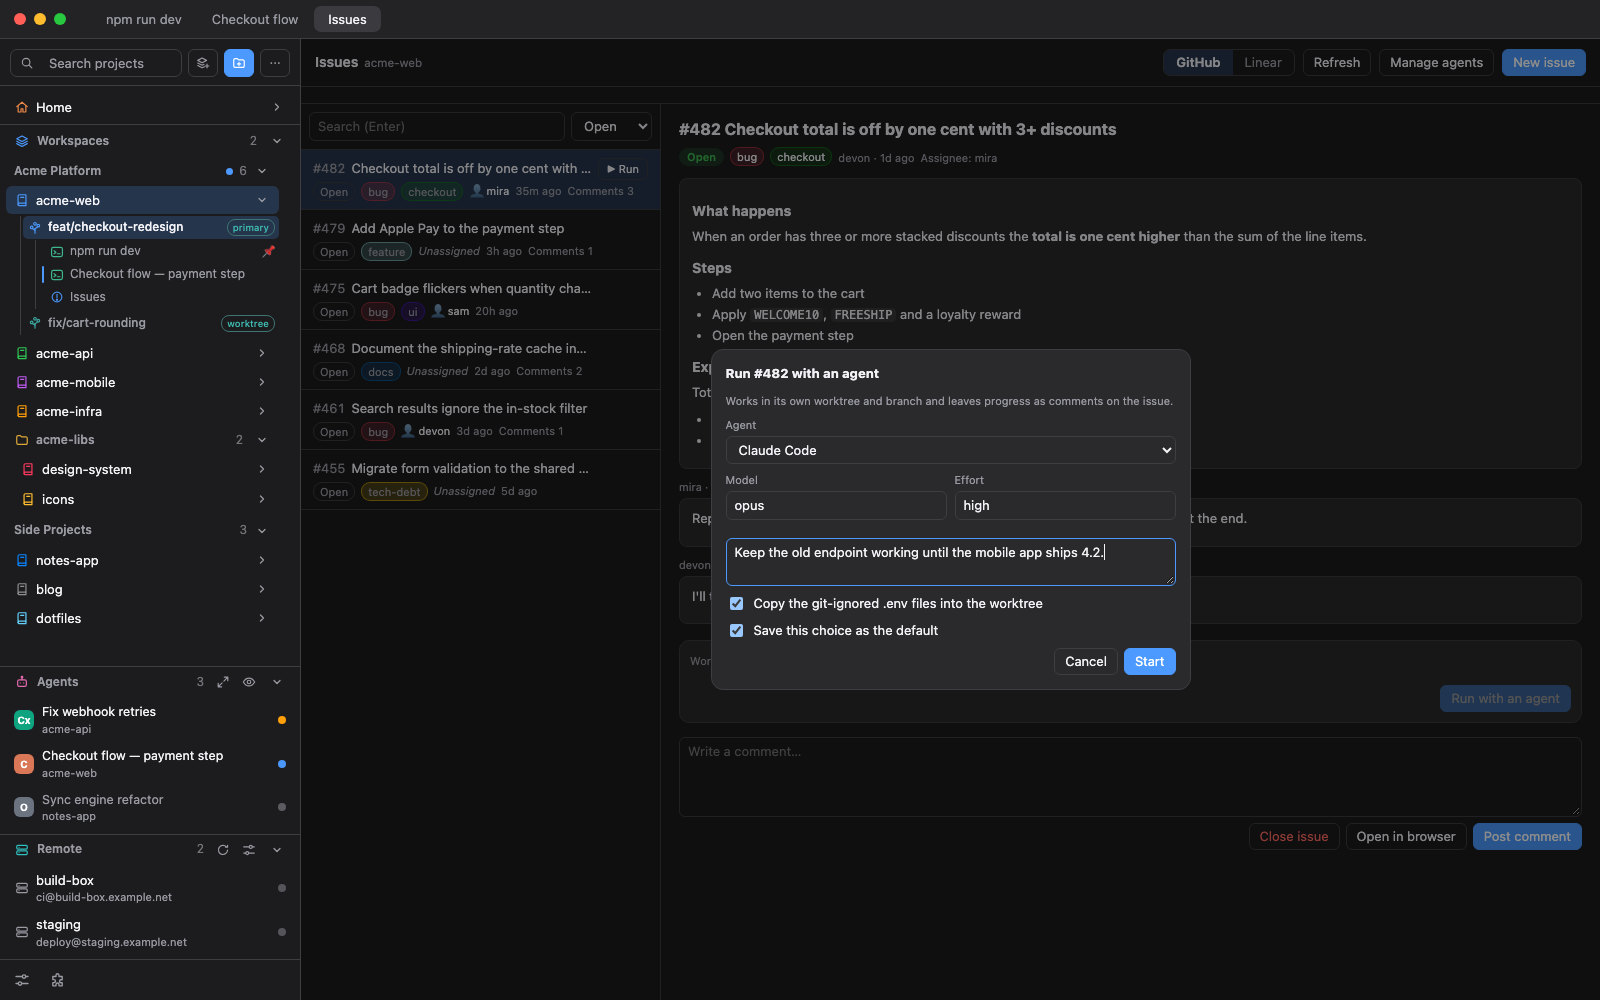 npm run dev
Checkout flow
Issues
Search projects
Home
Workspaces 2
Acme Platform 6
acme-web
feat/checkout-redesign primary
npm run dev
Checkout flow — payment step
Issues
fix/cart-rounding worktree
acme-api
acme-mobile
acme-infra
acme-libs 2
design-system
icons
Side Projects 3
notes-app
blog
dotfiles
Agents 3
Cx Fix webhook retries
acme-api
C Checkout flow — payment step
acme-web
O Sync engine refactor
notes-app
Remote 2
build-box
ci@build-box.example.net
staging
deploy@staging.example.net
Issues acme-web
GitHub Linear Refresh Manage agents New issue
Search (Enter) Open
#482 Checkout total is off by one cent with ... Run
Open bug checkout mira 35m ago Comments 3
#479 Add Apple Pay to the payment step
Open feature Unassigned 3h ago Comments 1
#475 Cart badge flickers when quantity cha...
Open bug ui sam 20h ago
#468 Document the shipping-rate cache in...
Open docs Unassigned 2d ago Comments 2
#461 Search results ignore the in-stock filter
Open bug devon 3d ago Comments 1
#455 Migrate form validation to the shared ...
Open tech-debt Unassigned 5d ago
#482 Checkout total is off by one cent with 3+ discounts
Open bug checkout devon · 1d ago Assignee: mira
What happens
When an order has three or more stacked discounts the total is one cent higher than the sum of the line items.
Steps
• Add two items to the cart
• Apply WELCOME10, FREESHIP and a loyalty reward
• Open the payment step
Run #482 with an agent
Works in its own worktree and branch and leaves progress as comments on the issue.
Agent
Claude Code
Model Effort
opus high
Keep the old endpoint working until the mobile app ships 4.2.
Copy the git-ignored .env files into the worktree
Save this choice as the default
Cancel Start
mira ·
t the end.
devon
I'll
Run with an agent
Write a comment...
Close issue Open in browser Post comment